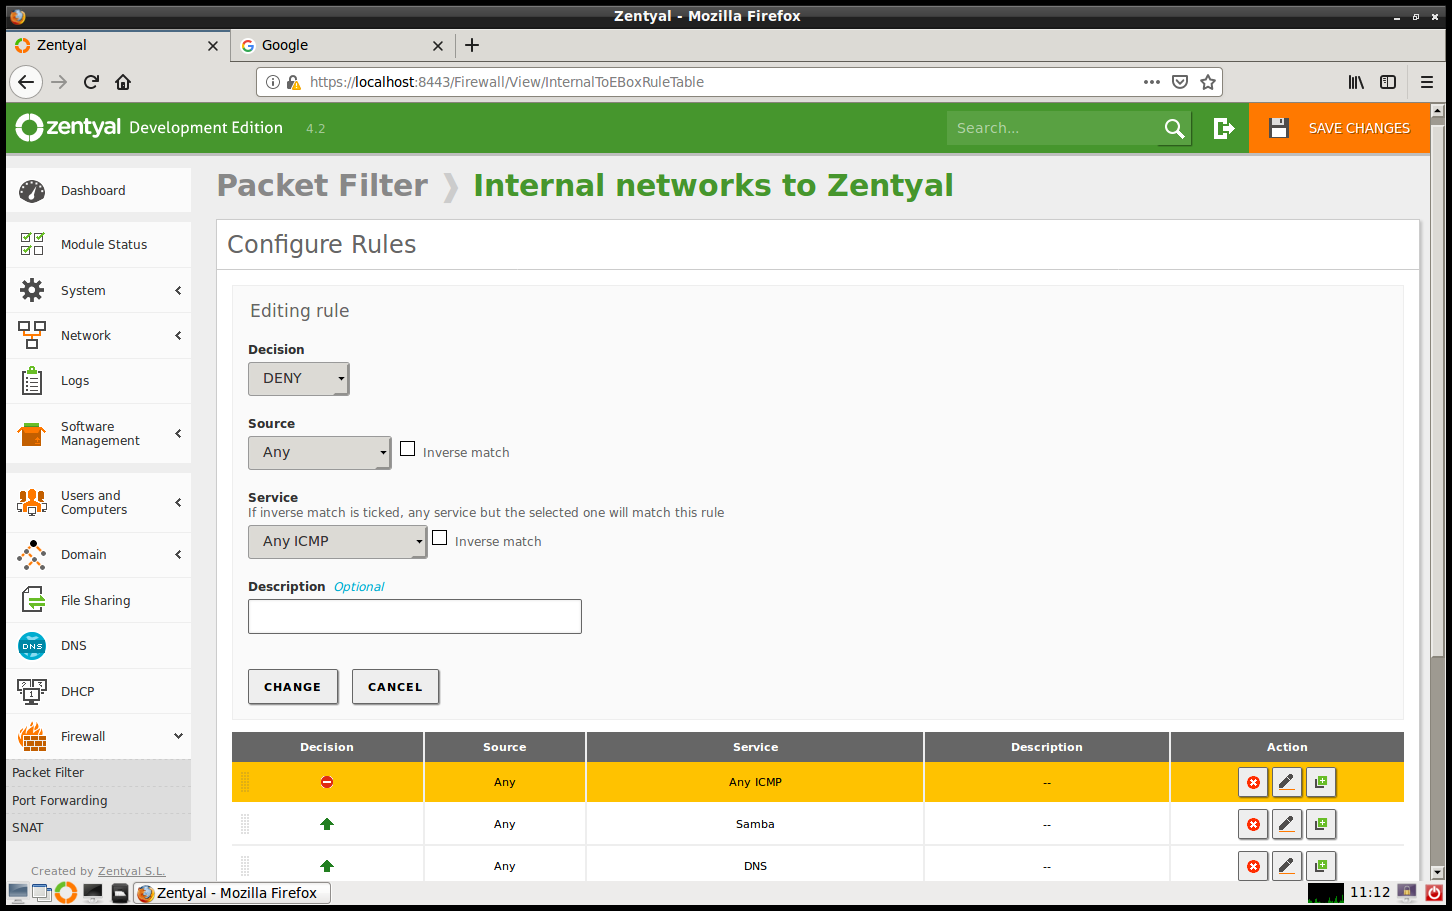 Zentyal - Mozilla Firefox
Zentyal
Google
https://localhost:8443/Firewall/View/InternalToEBoxRuleTable
zentyal Development Edition 4.2
Search...
SAVE CHANGES
Dashboard
Module Status
System
Network
Logs
Software
Management
Users and
Computers
Domain
File Sharing
DNS
DNS
DHCP
Firewall
Packet Filter
Port Forwarding
SNAT
Created by Zentyal S.L.
Packet Filter ❯ Internal networks to Zentyal
Configure Rules
Editing rule
Decision
DENY
Source
Any
Inverse match
Service
If inverse match is ticked, any service but the selected one will match this rule
Any ICMP
Inverse match
Description Optional
CHANGE
CANCEL
Decision Source Service Description Action
Any Any ICMP --
Any Samba --
Any DNS --
Zentyal - Mozilla Firefox
11:12